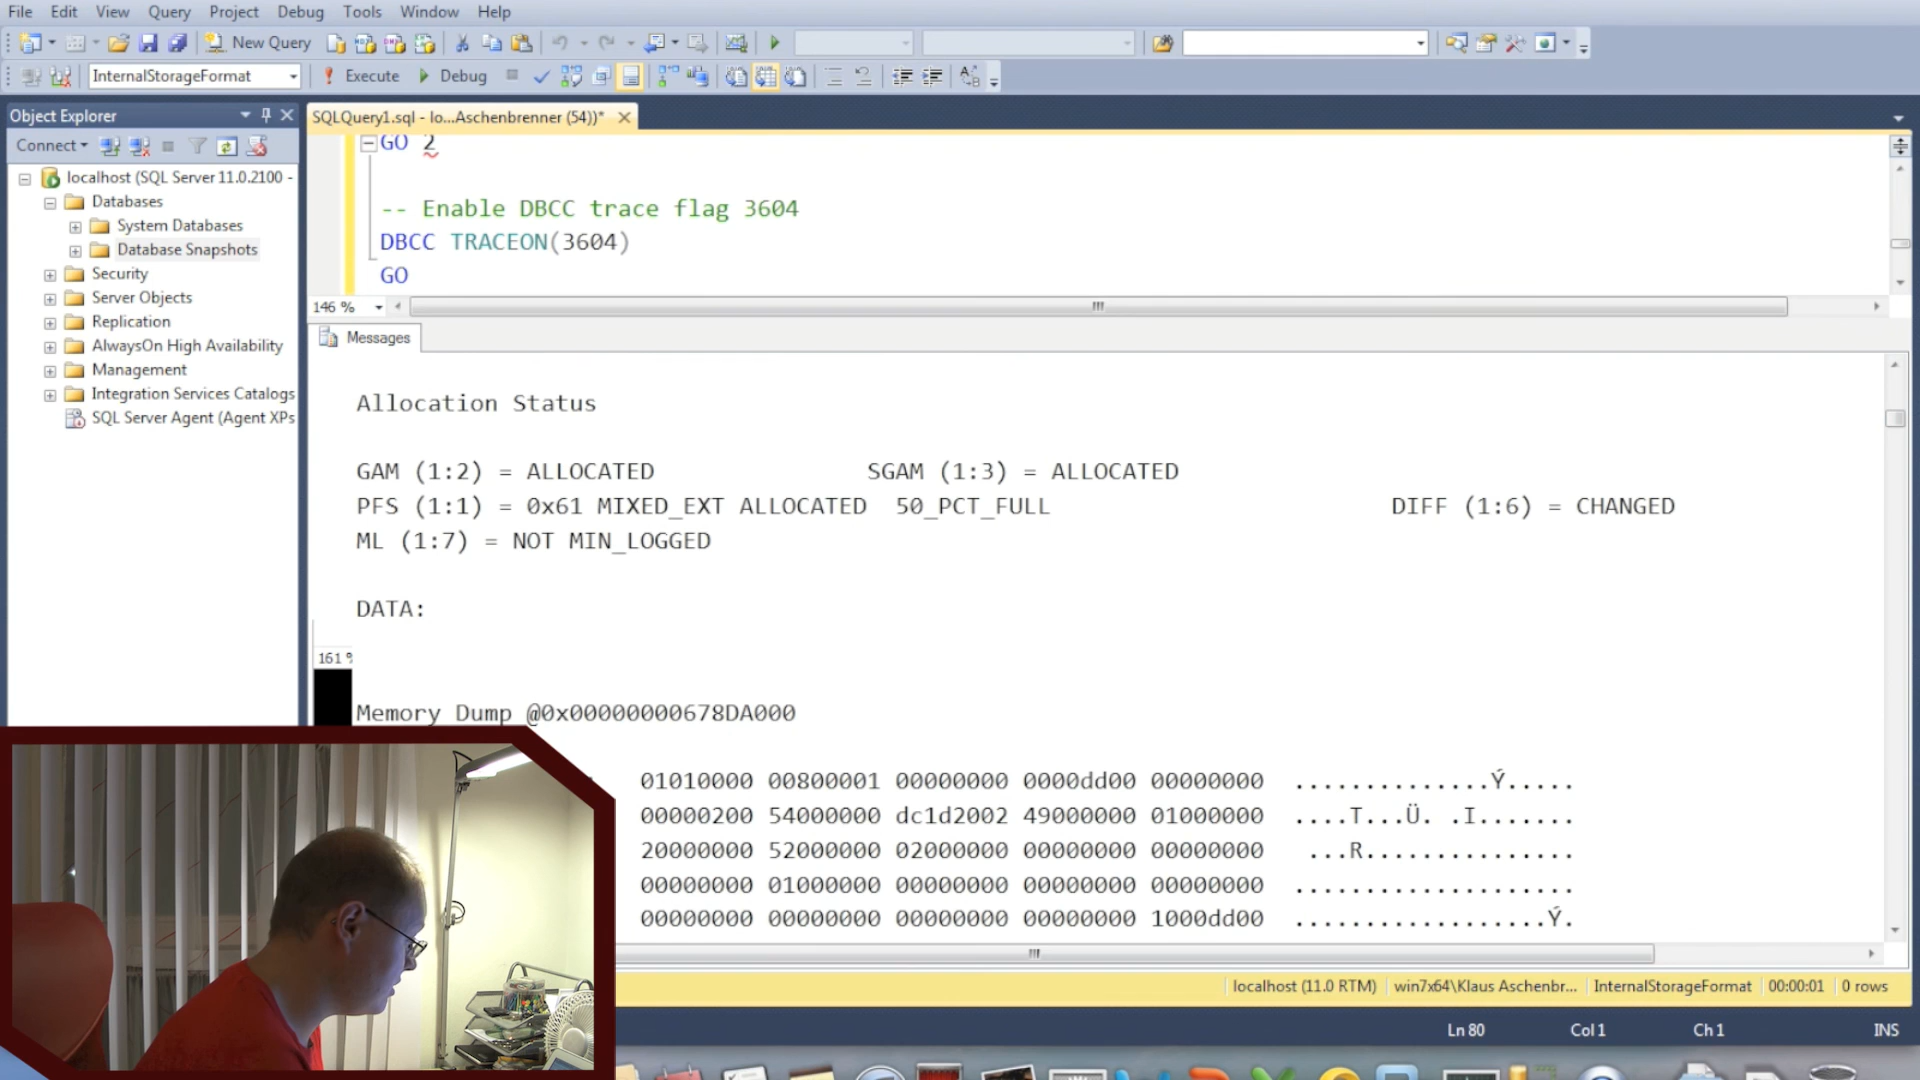 File Edit View Query Project Debug Tools Window Help
New Query
InternalStorageFormat Execute Debug
Object Explorer
SQLQuery1.sql - lo...Aschenbrenner (54))*
Connect
localhost (SQL Server 11.0.2100 -
Databases
System Databases
Database Snapshots
Security
Server Objects
Replication
AlwaysOn High Availability
Management
Integration Services Catalogs
SQL Server Agent (Agent XPs
GO 2
-- Enable DBCC trace flag 3604
DBCC TRACEON(3604)
GO
146 %
Messages
Allocation Status
GAM (1:2) = ALLOCATED SGAM (1:3) = ALLOCATED
PFS (1:1) = 0x61 MIXED_EXT ALLOCATED 50_PCT_FULL DIFF (1:6) = CHANGED
ML (1:7) = NOT MIN_LOGGED
DATA:
161 %
Memory Dump @0x00000000678DA000
01010000 00800001 00000000 0000dd00 00000000 ..............Ý.....
00000200 54000000 dc1d2002 49000000 01000000 ....T...Ü. .I.......
20000000 52000000 02000000 00000000 00000000 ...R...............
00000000 01000000 00000000 00000000 00000000 ....................
00000000 00000000 00000000 00000000 1000dd00 ..................Ý.
localhost (11.0 RTM) win7x64\Klaus Aschenbr... InternalStorageFormat 00:00:01 0 rows
Ln 80 Col 1 Ch 1 INS